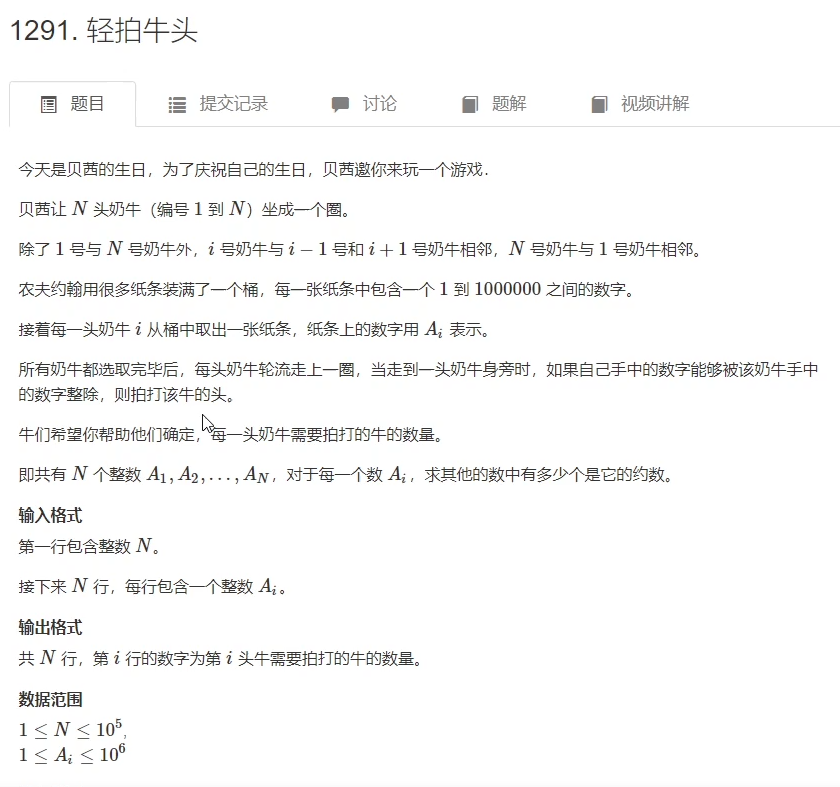 1291. 轻拍牛头
题目 提交记录 讨论 题解 视频讲解
今天是贝茜的生日，为了庆祝自己的生日，贝茜邀你来玩一个游戏.
贝茜让 N 头奶牛（编号 1 到 N）坐成一个圈。
除了 1 号与 N 号奶牛外，i 号奶牛与 i − 1 号和 i + 1 号奶牛相邻，N 号奶牛与 1 号奶牛相邻。
农夫约翰用很多纸条装满了一个桶，每一张纸条中包含一个 1 到 1000000 之间的数字。
接着每一头奶牛 i 从桶中取出一张纸条，纸条上的数字用 Aᵢ 表示。
所有奶牛都选取完毕后，每头奶牛轮流走上一圈，当走到一头奶牛身旁时，如果自己手中的数字能够被该奶牛手中
的数字整除，则拍打该牛的头。
牛们希望你帮助他们确定，每一头奶牛需要拍打的牛的数量。
即共有 N 个整数 A₁, A₂, . . . , A_N，对于每一个数 Aᵢ，求其他的数中有多少个是它的约数。
输入格式
第一行包含整数 N。
接下来 N 行，每行包含一个整数 Aᵢ。
输出格式
共 N 行，第 i 行的数字为第 i 头牛需要拍打的牛的数量。
数据范围
1 ≤ N ≤ 10⁵,
1 ≤ Aᵢ ≤ 10⁶